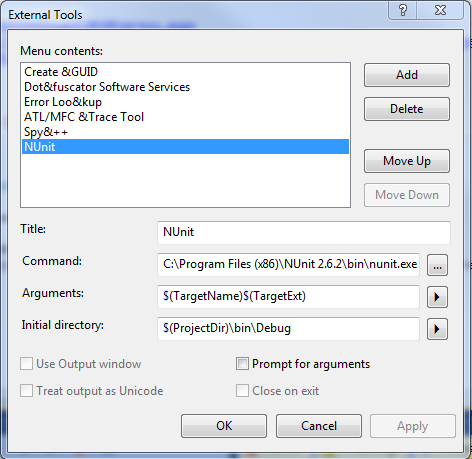 External Tools
Menu contents:
Create &GUID
Dot&fuscator Software Services
Error Loo&kup
ATL/MFC &Trace Tool
Spy&++
NUnit
Add
Delete
Move Up
Move Down
Title:
NUnit
Command:
C:\Program Files (x86)\NUnit 2.6.2\bin\nunit.exe
...
Arguments:
$(TargetName)$(TargetExt)
Initial directory:
$(ProjectDir)\bin\Debug
Use Output window
Prompt for arguments
Treat output as Unicode
Close on exit
OK
Cancel
Apply